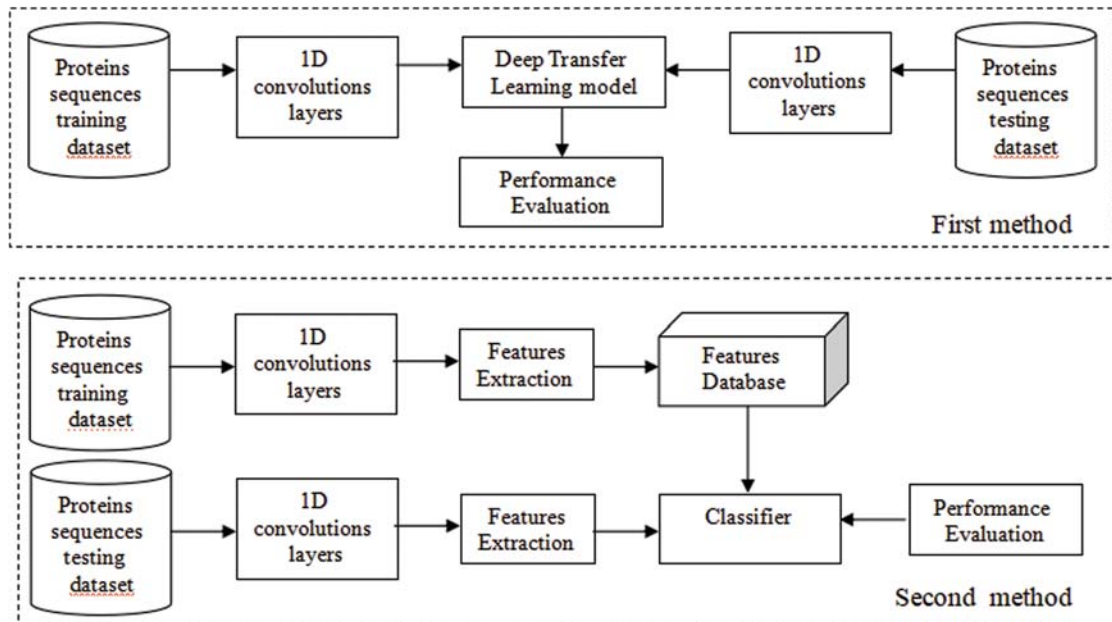 Proteins
sequences
training
dataset
1D
convolutions
layers
Deep Transfer
Learning model
1D
convolutions
layers
Proteins
sequences
testing
dataset
Performance
Evaluation
First method
Proteins
sequences
training
dataset
1D
convolutions
layers
Features
Extraction
Features
Database
Proteins
sequences
testing
dataset
1D
convolutions
layers
Features
Extraction
Classifier
Performance
Evaluation
Second method